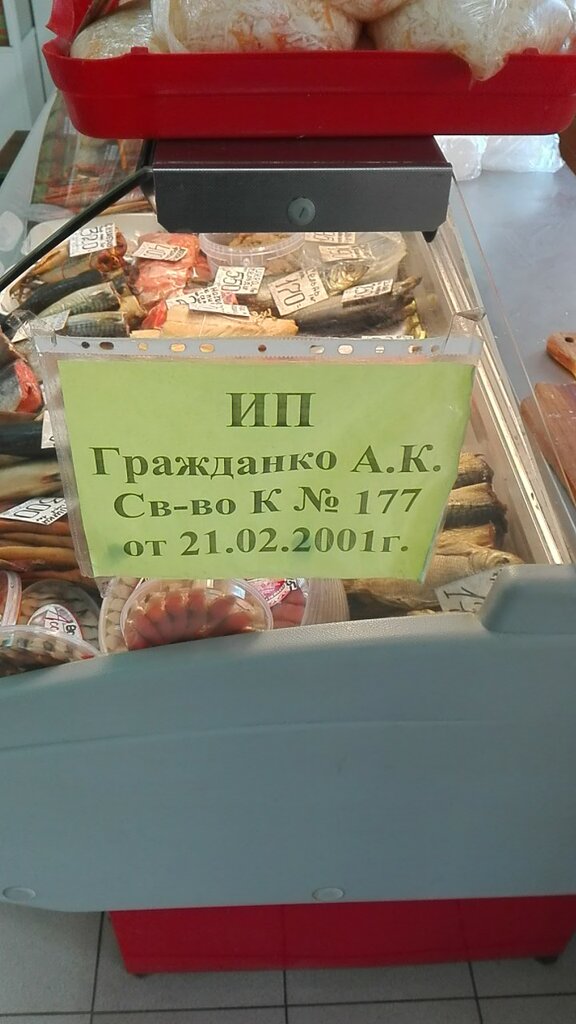 ИП
Гражданко А.К.
Св-во К № 177
от 21.02.2001г.